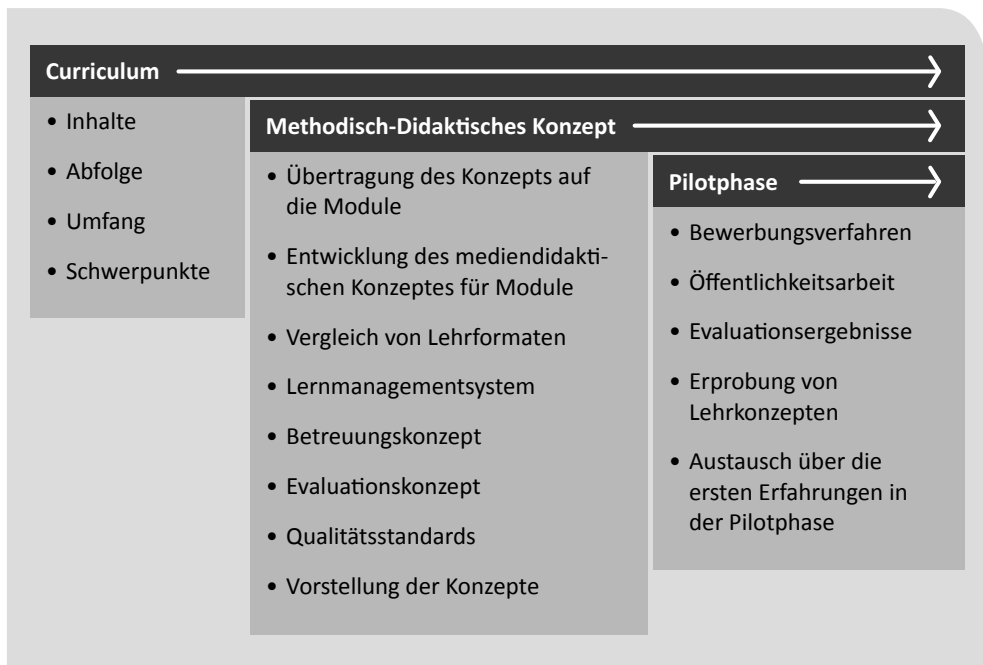 Curriculum
• Inhalte
• Abfolge
• Umfang
• Schwerpunkte
Methodisch-Didaktisches Konzept
• Übertragung des Konzepts auf
die Module
• Entwicklung des mediendidakti-
schen Konzeptes für Module
• Vergleich von Lehrformaten
• Lernmanagementsystem
• Betreuungskonzept
• Evaluationskonzept
• Qualitätsstandards
• Vorstellung der Konzepte
Pilotphase
• Bewerbungsverfahren
• Öffentlichkeitsarbeit
• Evaluationsergebnisse
• Erprobung von
Lehrkonzepten
• Austausch über die
ersten Erfahrungen in
der Pilotphase